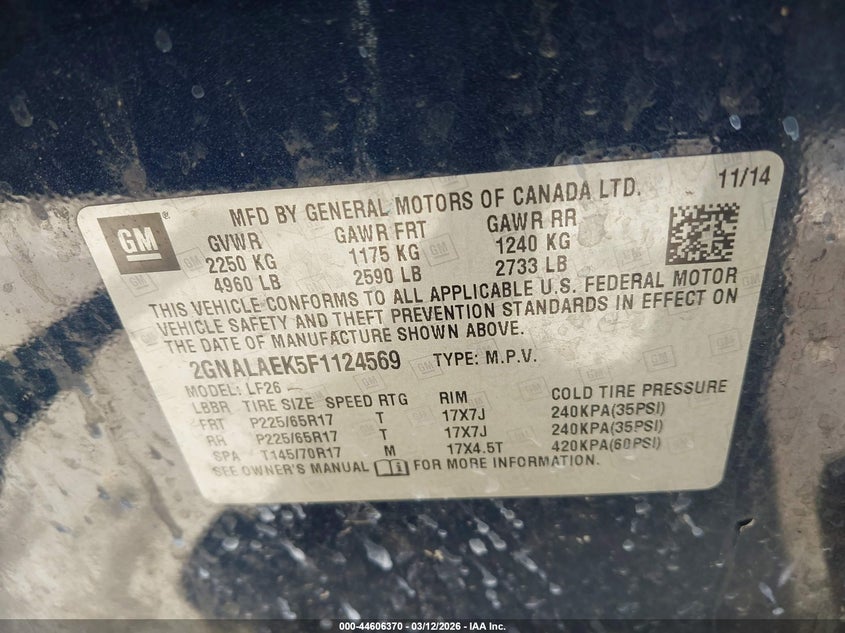 GM
MFD BY GENERAL MOTORS OF CANADA LTD. 11/14
GVWR GAWR FRT GAWR RR
2250 KG 1175 KG 1240 KG
4960 LB 2590 LB 2733 LB
THIS VEHICLE CONFORMS TO ALL APPLICABLE U.S. FEDERAL MOTOR
VEHICLE SAFETY AND THEFT PREVENTION STANDARDS IN EFFECT ON
THE DATE OF MANUFACTURE SHOWN ABOVE.
2GNALAEK5F1124569 TYPE: M.P.V.
MODEL: LF26
LBBR TIRE SIZE SPEED RTG RIM COLD TIRE PRESSURE
FRT P225/65R17 T 17X7J 240KPA(35PSI)
RR P225/65R17 T 17X7J 240KPA(35PSI)
SPA T145/70R17 M 17X4.5T 420KPA(60PSI)
SEE OWNER'S MANUAL FOR MORE INFORMATION.
000-44606370 - 03/12/2026 - IAA Inc.